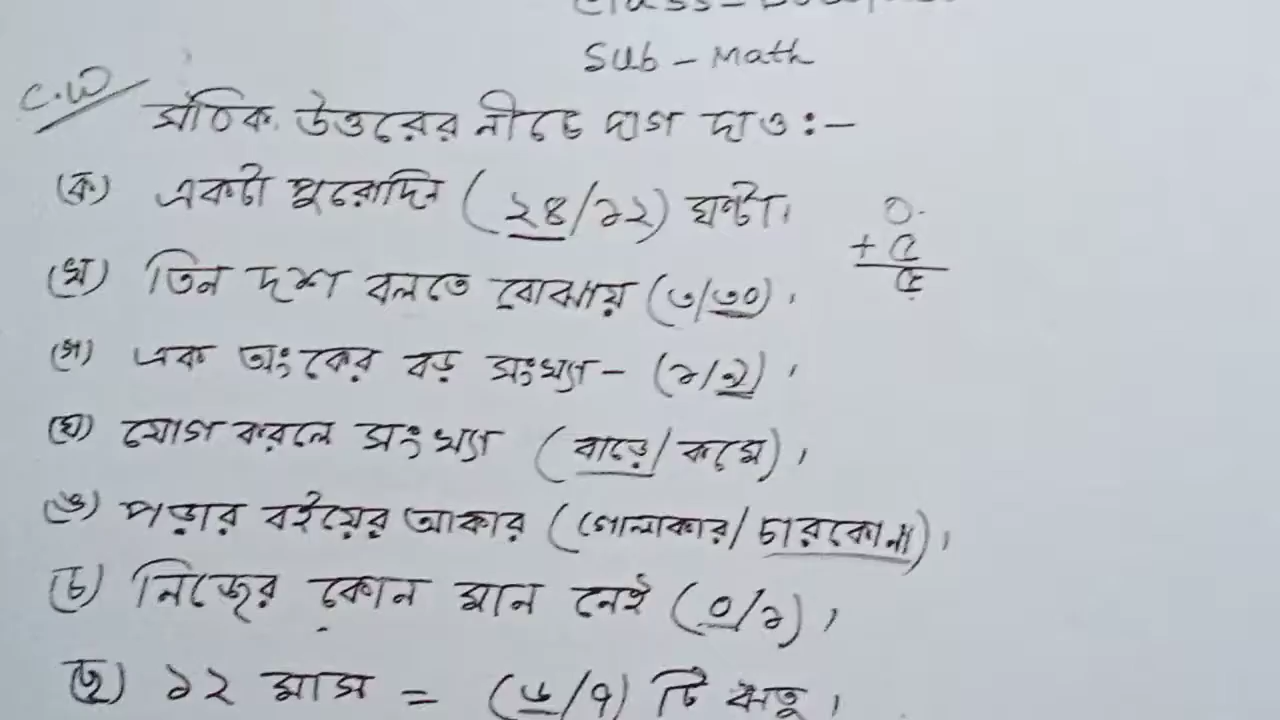 Sub - Math
C.W
সঠিক উত্তরের নীচে দাগ দাও :-
(ক) একটা পুরোদিন (২৪/১২) ঘণ্টা।
০
+ ৫
৫
(খ) তিন দশ বলতে বোঝায় (৩/৩০),
(গ) এক অংকের বড় সংখ্যা - (১/৯),
(ঘ) যোগ করলে সংখ্যা (বাড়ে/কমে),
(ঙ) পড়ার বইয়ের আকার (গোলাকার/চারকোনা),
(চ) নিজের কোন মান নেই (০/১),
(ছ) ১২ মাস = (৬/৭) টি ঋতু,